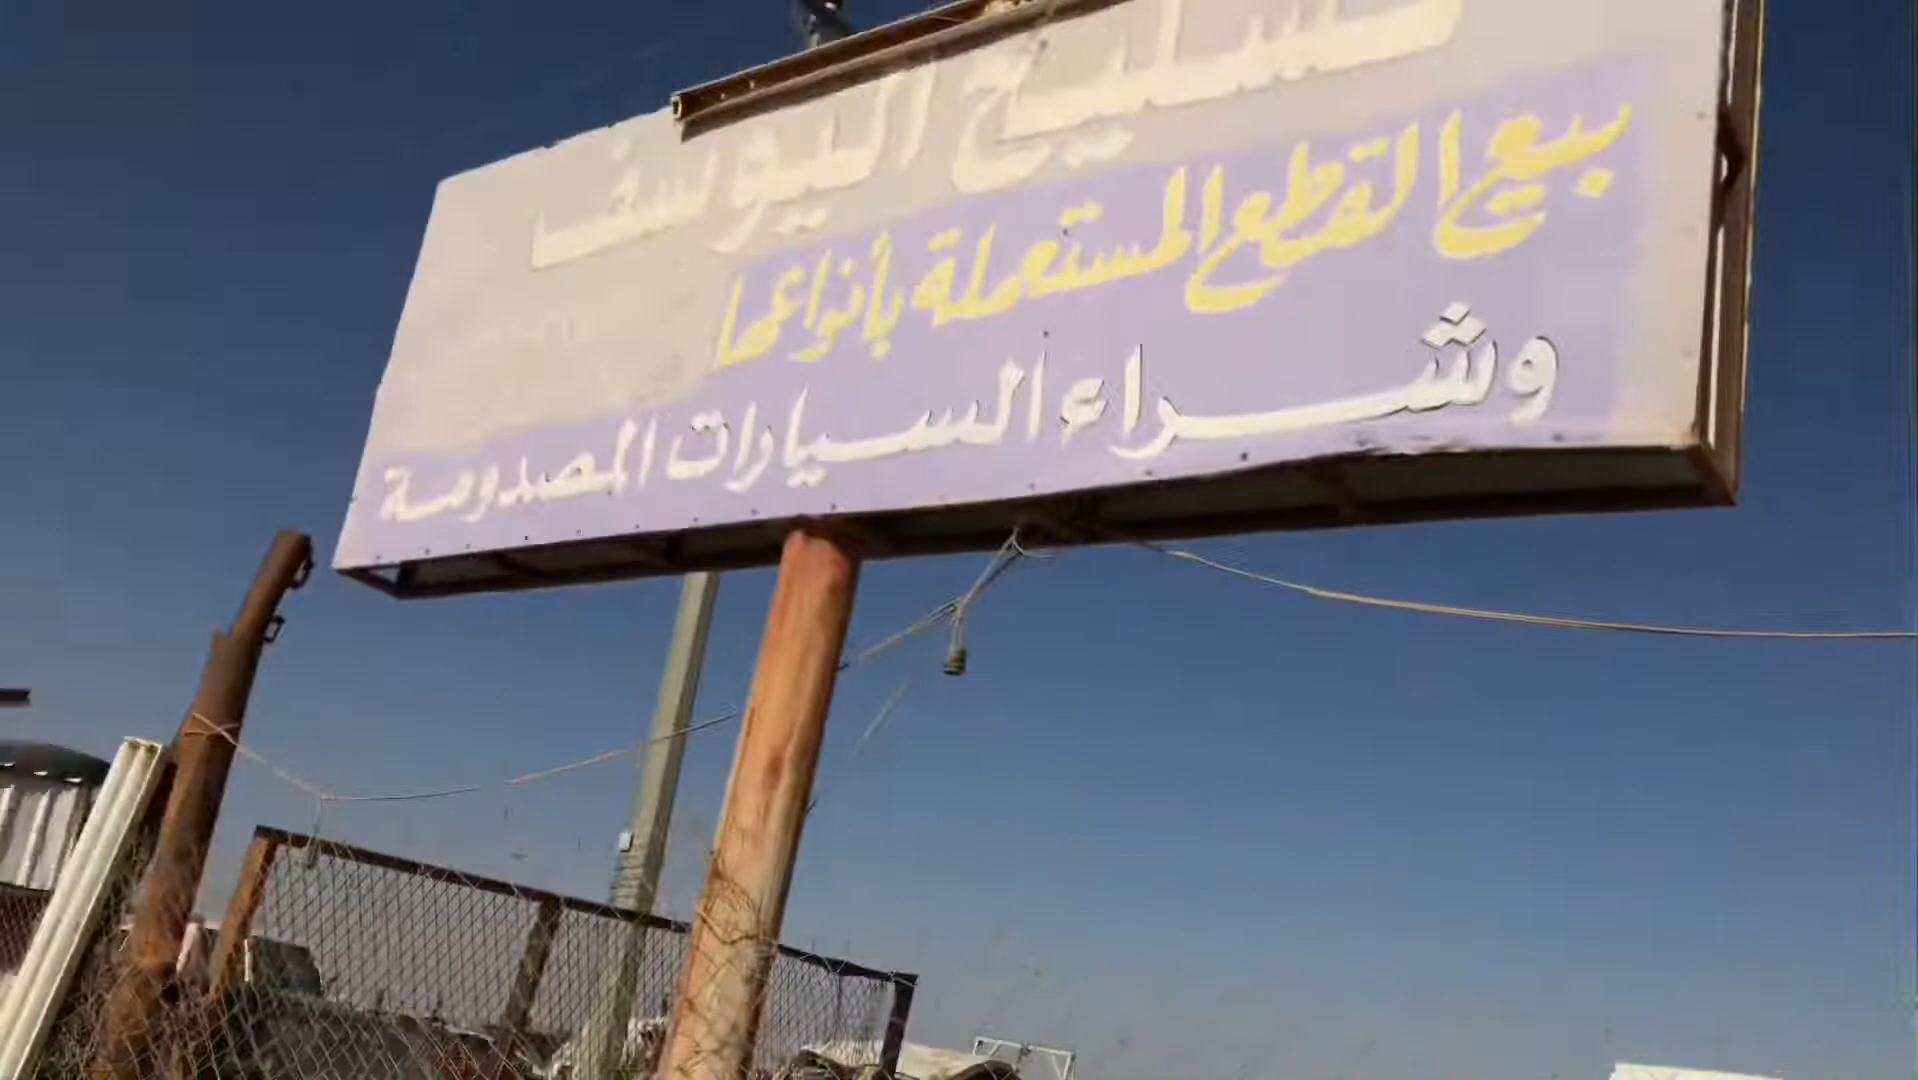 تشليح اليوسف
بيع القطع المستعملة بأنواعها
وشراء السيارات المصدومة